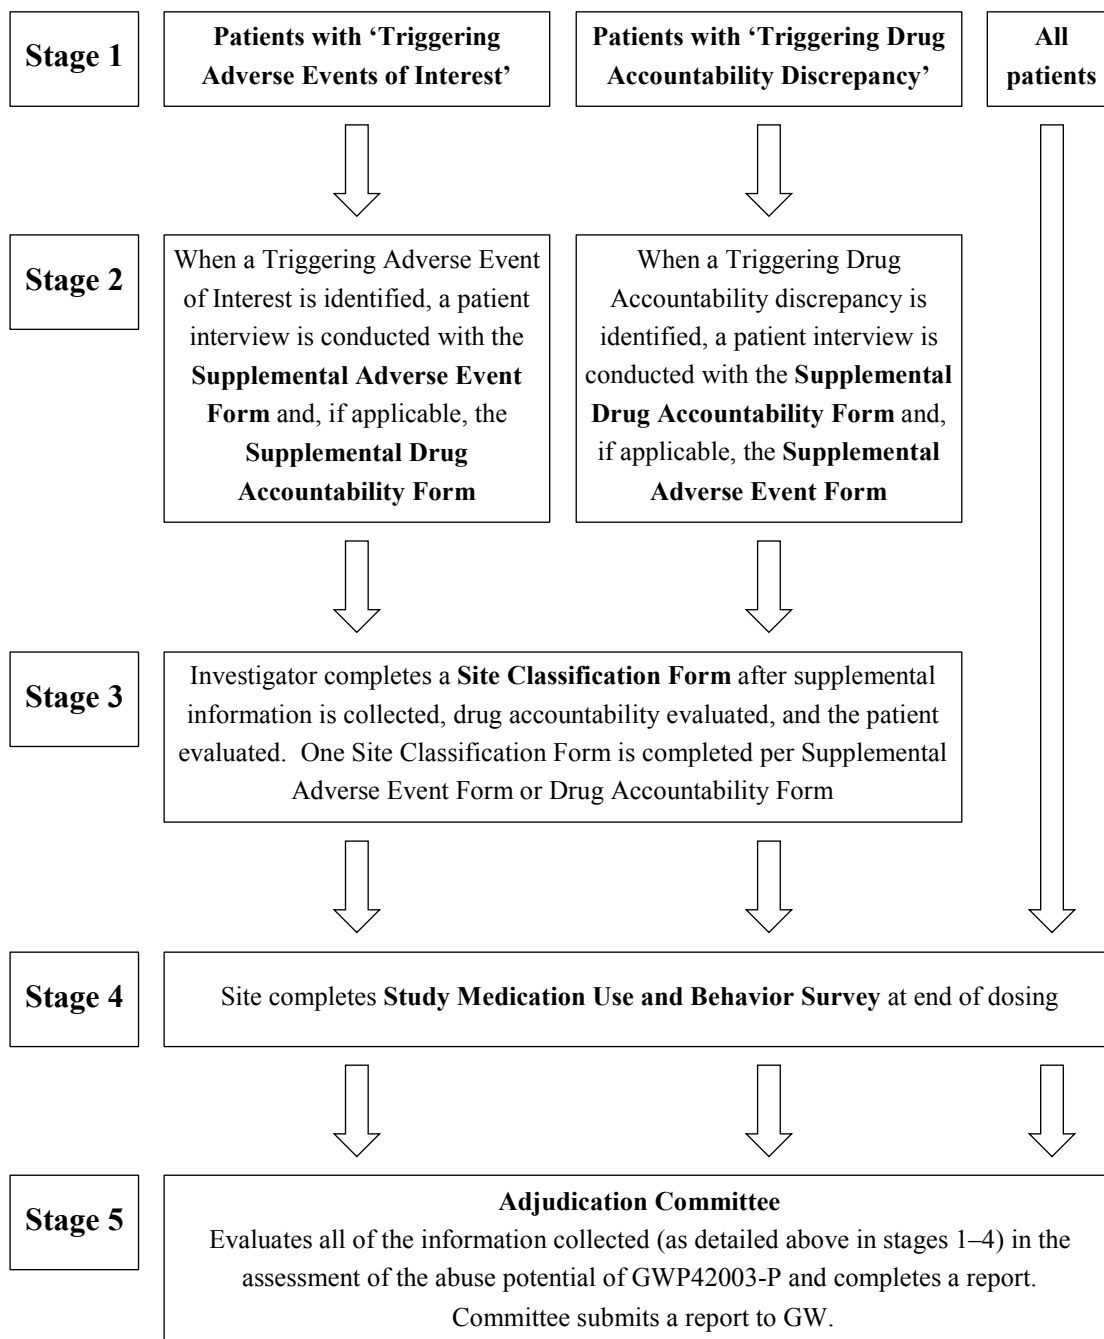 Stage 1
Patients with ‘Triggering
Adverse Events of Interest’
Patients with ‘Triggering Drug
Accountability Discrepancy’
All
patients
Stage 2
When a Triggering Adverse Event
of Interest is identified, a patient
interview is conducted with the
Supplemental Adverse Event
Form and, if applicable, the
Supplemental Drug
Accountability Form
When a Triggering Drug
Accountability discrepancy is
identified, a patient interview is
conducted with the Supplemental
Drug Accountability Form and,
if applicable, the Supplemental
Adverse Event Form
Stage 3
Investigator completes a Site Classification Form after supplemental
information is collected, drug accountability evaluated, and the patient
evaluated.  One Site Classification Form is completed per Supplemental
Adverse Event Form or Drug Accountability Form
Stage 4
Site completes Study Medication Use and Behavior Survey at end of dosing
Stage 5
Adjudication Committee
Evaluates all of the information collected (as detailed above in stages 1–4) in the
assessment of the abuse potential of GWP42003-P and completes a report.
Committee submits a report to GW.